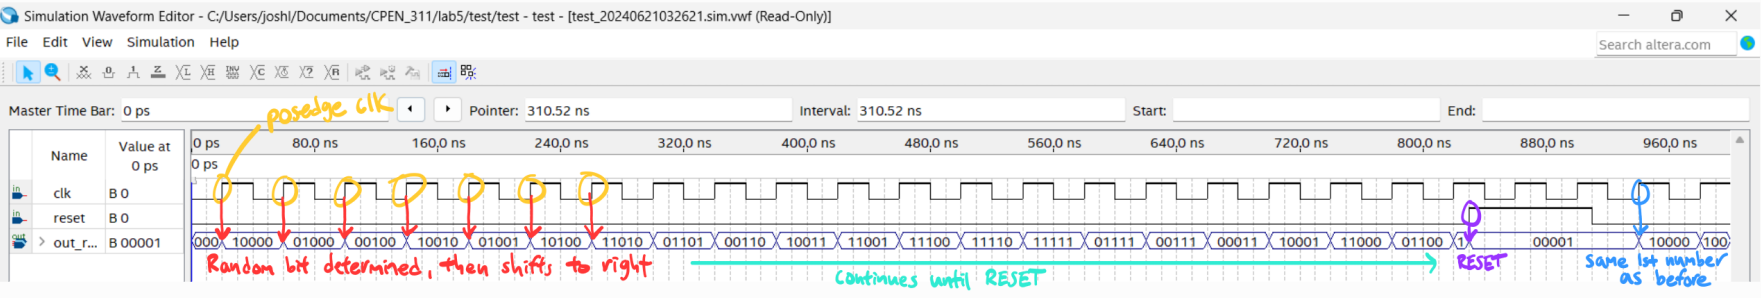 Simulation Waveform Editor - C:/Users/joshl/Documents/CPEN_311/lab5/test/test - test - [test_20240621032621.sim.vwf (Read-Only)]
File Edit View Simulation Help
Search altera.com
Master Time Bar: 0 ps Pointer: 310.52 ns Interval: 310.52 ns Start: End:
posedge clk
Name Value at 0 ps
0 ps 80.0 ns 160.0 ns 240.0 ns 320.0 ns 400.0 ns 480.0 ns 560.0 ns 640.0 ns 720.0 ns 800.0 ns 880.0 ns 960.0 ns
0 ps
in clk B 0
in reset B 0
out > out_r... B 00001 000 10000 01000 00100 10010 01001 10100 11010 01101 00110 10011 11001 11100 11110 11111 01111 00111 00011 10001 11000 01100 1 00001 10000 100
Random bit determined, then shifts to right
continues until RESET
RESET
Same 1st number
as before